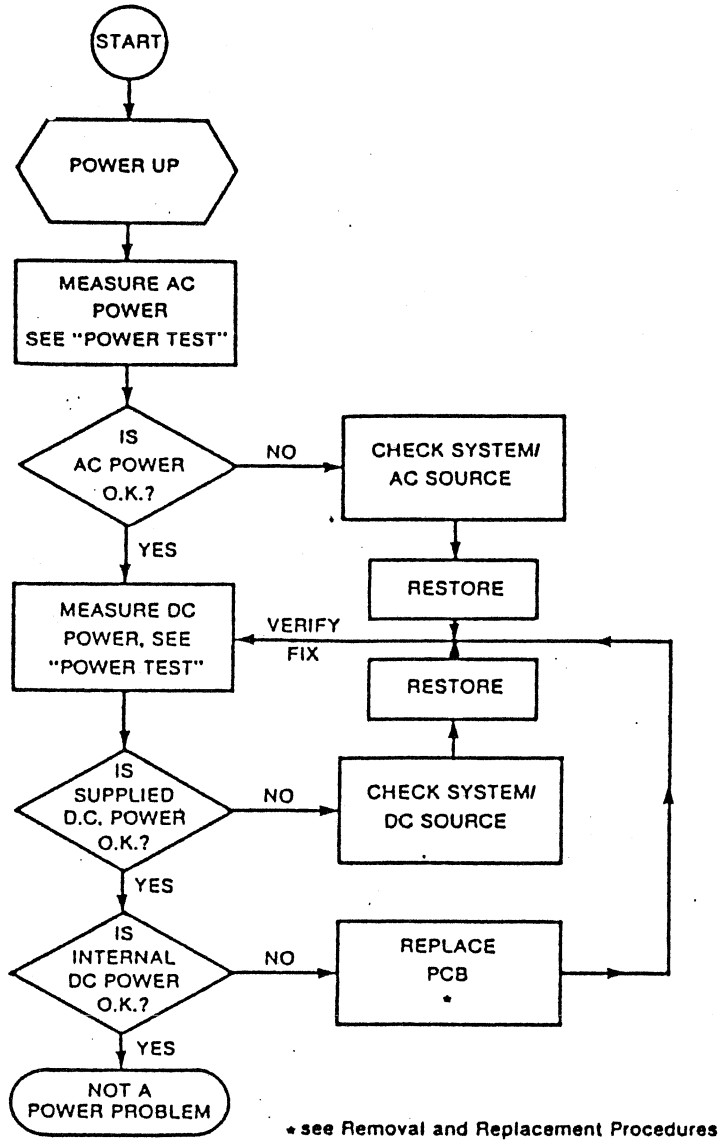 START
POWER UP
MEASURE AC
POWER
SEE "POWER TEST"
IS
AC POWER
O.K.?
NO
CHECK SYSTEM/
AC SOURCE
YES
RESTORE
MEASURE DC
POWER, SEE
"POWER TEST"
VERIFY
FIX
RESTORE
IS
SUPPLIED
D.C. POWER
O.K.?
NO
CHECK SYSTEM/
DC SOURCE
YES
IS
INTERNAL
DC POWER
O.K.?
NO
REPLACE
PCB
*
YES
NOT A
POWER PROBLEM
* see Removal and Replacement Procedures